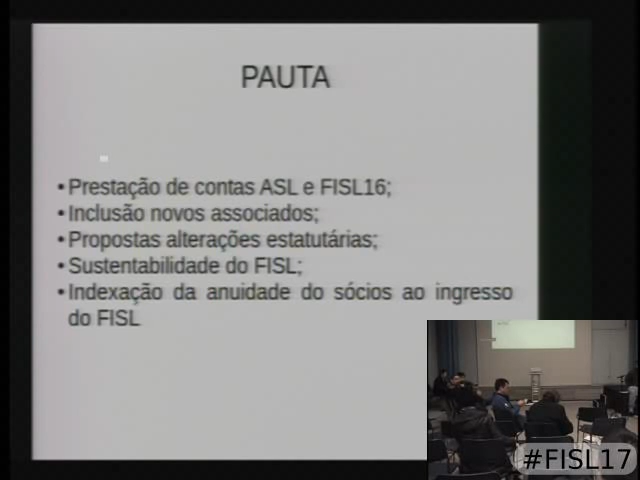 PAUTA
• Prestação de contas ASL e FISL16;
• Inclusão novos associados;
• Propostas alterações estatutárias;
• Sustentabilidade do FISL;
• Indexação da anuidade do sócios ao ingresso
do FISL
#FISL17